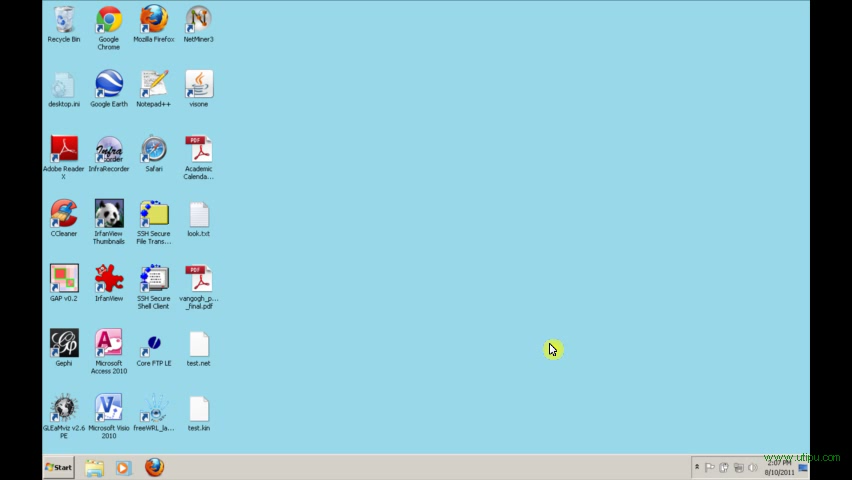 Recycle Bin
Google Chrome
Mozilla Firefox
NetMiner3
desktop.ini
Google Earth
Notepad++
visone
Adobe Reader X
InfraRecorder
Safari
Academic Calenda...
CCleaner
IrfanView Thumbnails
SSH Secure File Trans...
look.txt
GAP v0.2
IrfanView
SSH Secure Shell Client
vangogh_p..._final.pdf
Gephi
Microsoft Access 2010
Core FTP LE
test.net
GLEaMviz v2.6 PE
Microsoft Visio 2010
freeWRL_la...
test.kin
Start
2:07 PM
8/10/2011
www.utipu.com